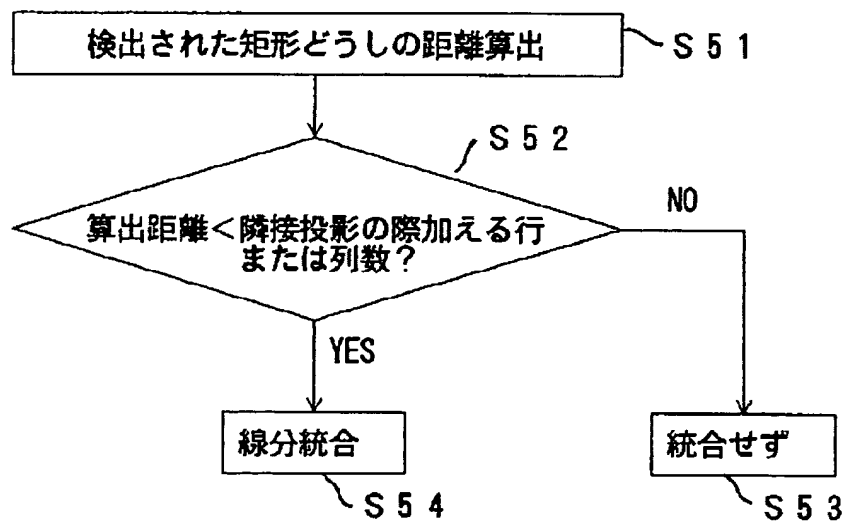 検出された矩形どうしの距離算出
S51
S52
算出距離<隣接投影の際加える行
または列数?
NO
YES
線分統合
統合せず
S54
S53